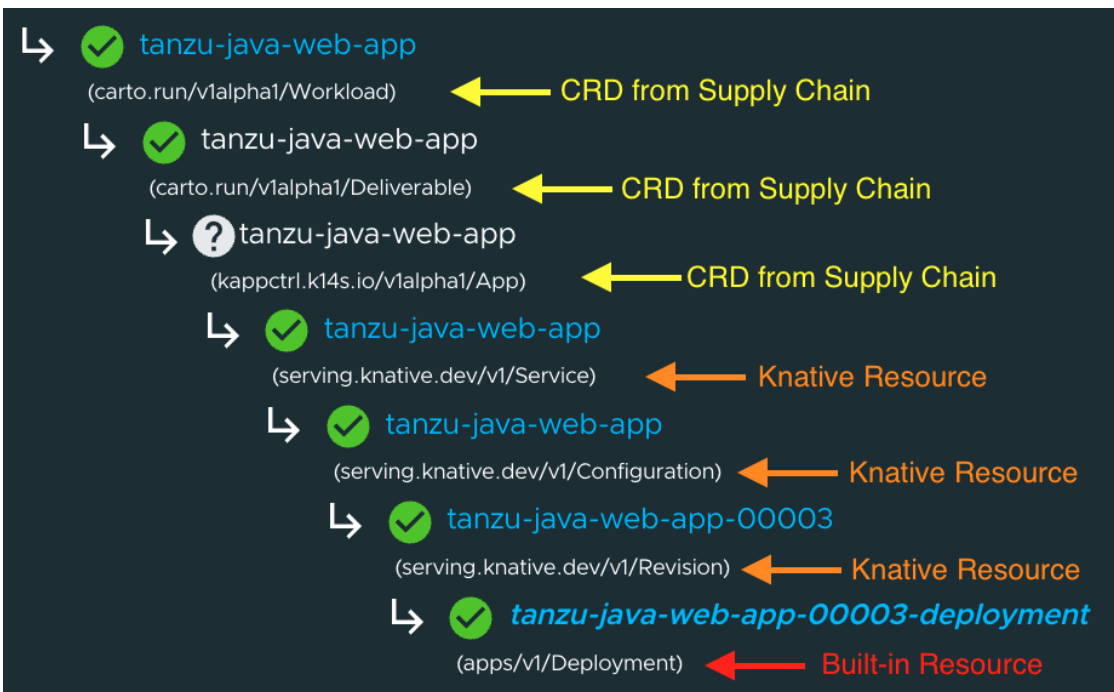 tanzu-java-web-app
(carto.run/v1alpha1/Workload) CRD from Supply Chain
tanzu-java-web-app
(carto.run/v1alpha1/Deliverable) CRD from Supply Chain
? tanzu-java-web-app
(kappctrl.k14s.io/v1alpha1/App) CRD from Supply Chain
tanzu-java-web-app
(serving.knative.dev/v1/Service) Knative Resource
tanzu-java-web-app
(serving.knative.dev/v1/Configuration) Knative Resource
tanzu-java-web-app-00003
(serving.knative.dev/v1/Revision) Knative Resource
tanzu-java-web-app-00003-deployment
(apps/v1/Deployment) Built-in Resource